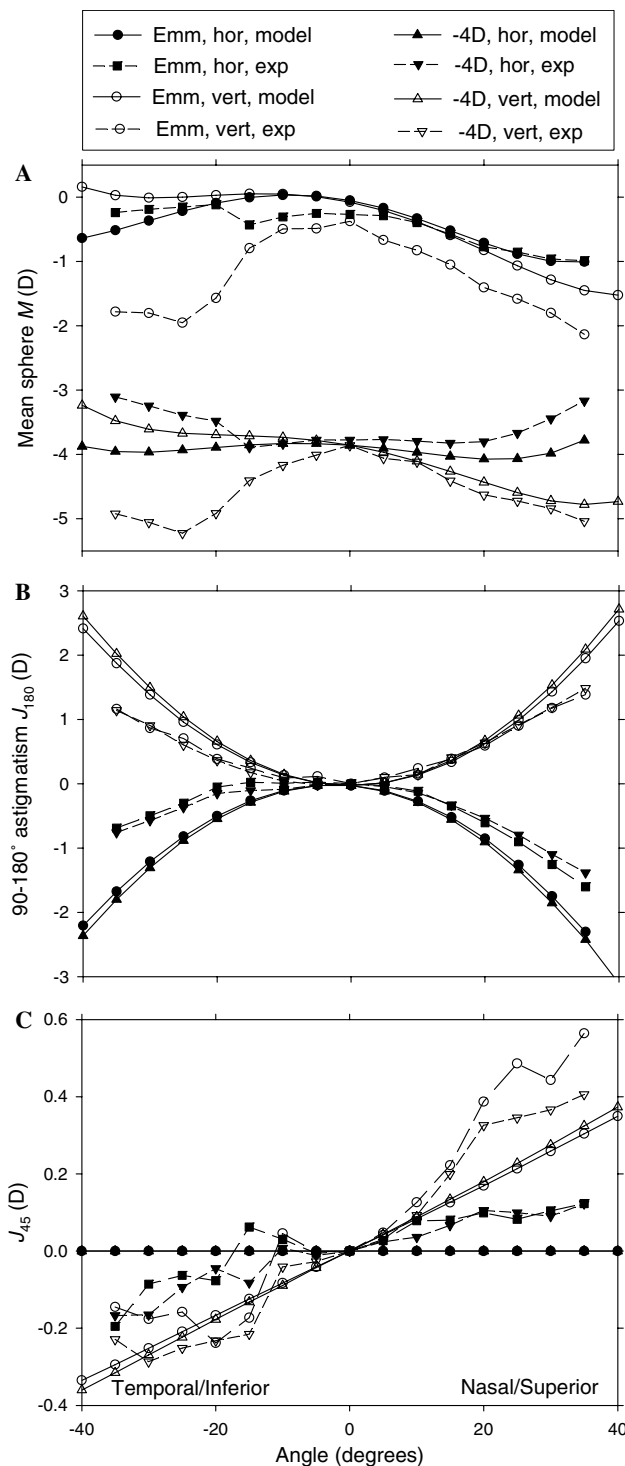 Emm, hor, model
Emm, hor, exp
Emm, vert, model
Emm, vert, exp
-4D, hor, model
-4D, hor, exp
-4D, vert, model
-4D, vert, exp
A
Mean sphere M (D)
0
-1
-2
-3
-4
-5
B
90-180° astigmatism J180 (D)
3
2
1
0
-1
-2
-3
C
J45 (D)
0.6
0.4
0.2
0.0
-0.2
-0.4
Temporal/Inferior
Nasal/Superior
-40
-20
0
20
40
Angle (degrees)